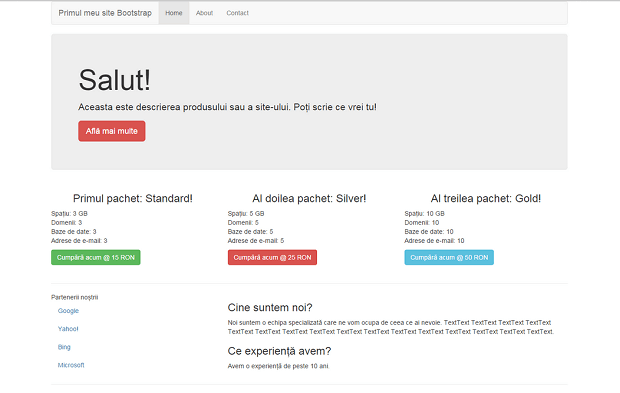 Primul meu site Bootstrap Home About Contact
Salut!
Aceasta este descrierea produsului sau a site-ului. Poți scrie ce vrei tu!
Află mai multe
Primul pachet: Standard!
Spațiu: 3 GB
Domenii: 3
Baze de date: 3
Adrese de e-mail: 3
Cumpără acum @ 15 RON
Al doilea pachet: Silver!
Spațiu: 5 GB
Domenii: 5
Baze de date: 5
Adrese de e-mail: 5
Cumpără acum @ 25 RON
Al treilea pachet: Gold!
Spațiu: 10 GB
Domenii: 10
Baze de date: 10
Adrese de e-mail: 10
Cumpără acum @ 50 RON
Partenerii noștrii
Google
Yahoo!
Bing
Microsoft
Cine suntem noi?
Noi suntem o echipa specializată care ne vom ocupa de ceea ce ai nevoie. TextText TextText TextText TextText
TextText TextText TextText TextText TextText TextText TextText TextText TextText TextText TextText TextText.
Ce experiență avem?
Avem o experiență de peste 10 ani.